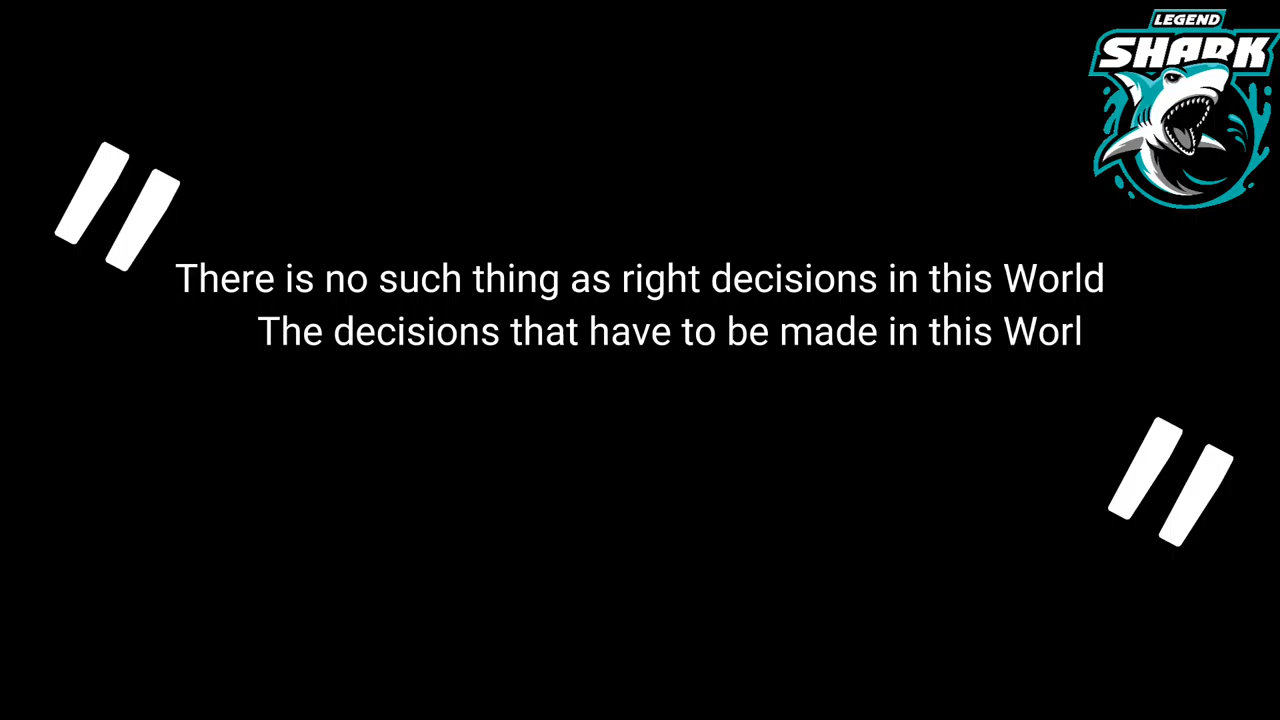 LEGEND
SHARK
"
There is no such thing as right decisions in this World
The decisions that have to be made in this Worl
"